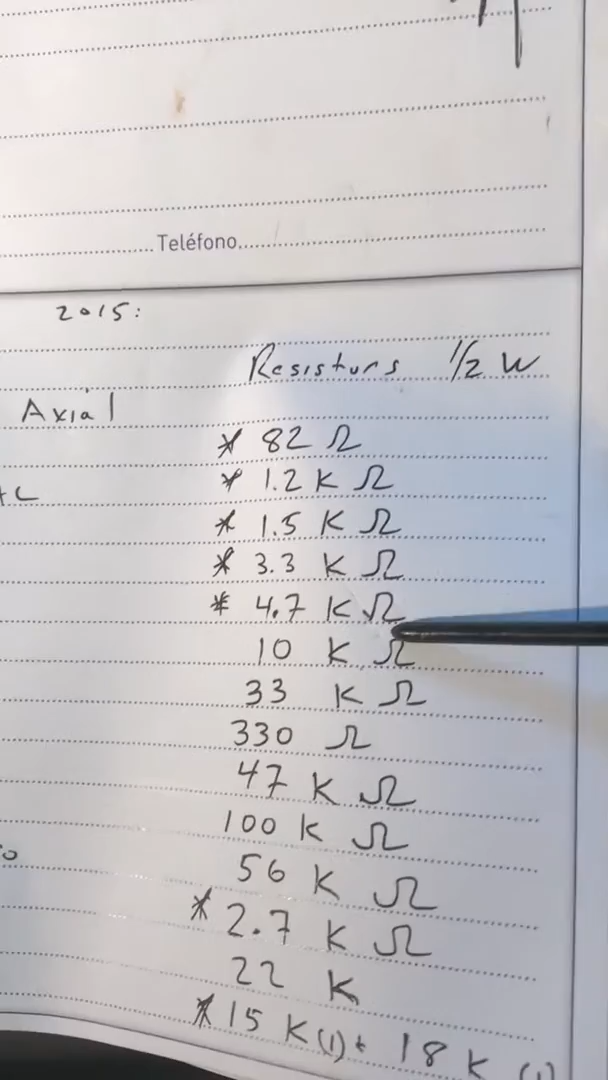 Teléfono
2015:
Resistors 1/2 W
Axial
* 82 Ω
* 1.2 K Ω
* 1.5 K Ω
* 3.3 K Ω
* 4.7 K Ω
10 K Ω
33 K Ω
330 Ω
47 K Ω
100 K Ω
56 K Ω
* 2.7 K Ω
22 K
* 15 K (1) + 18 K (1)